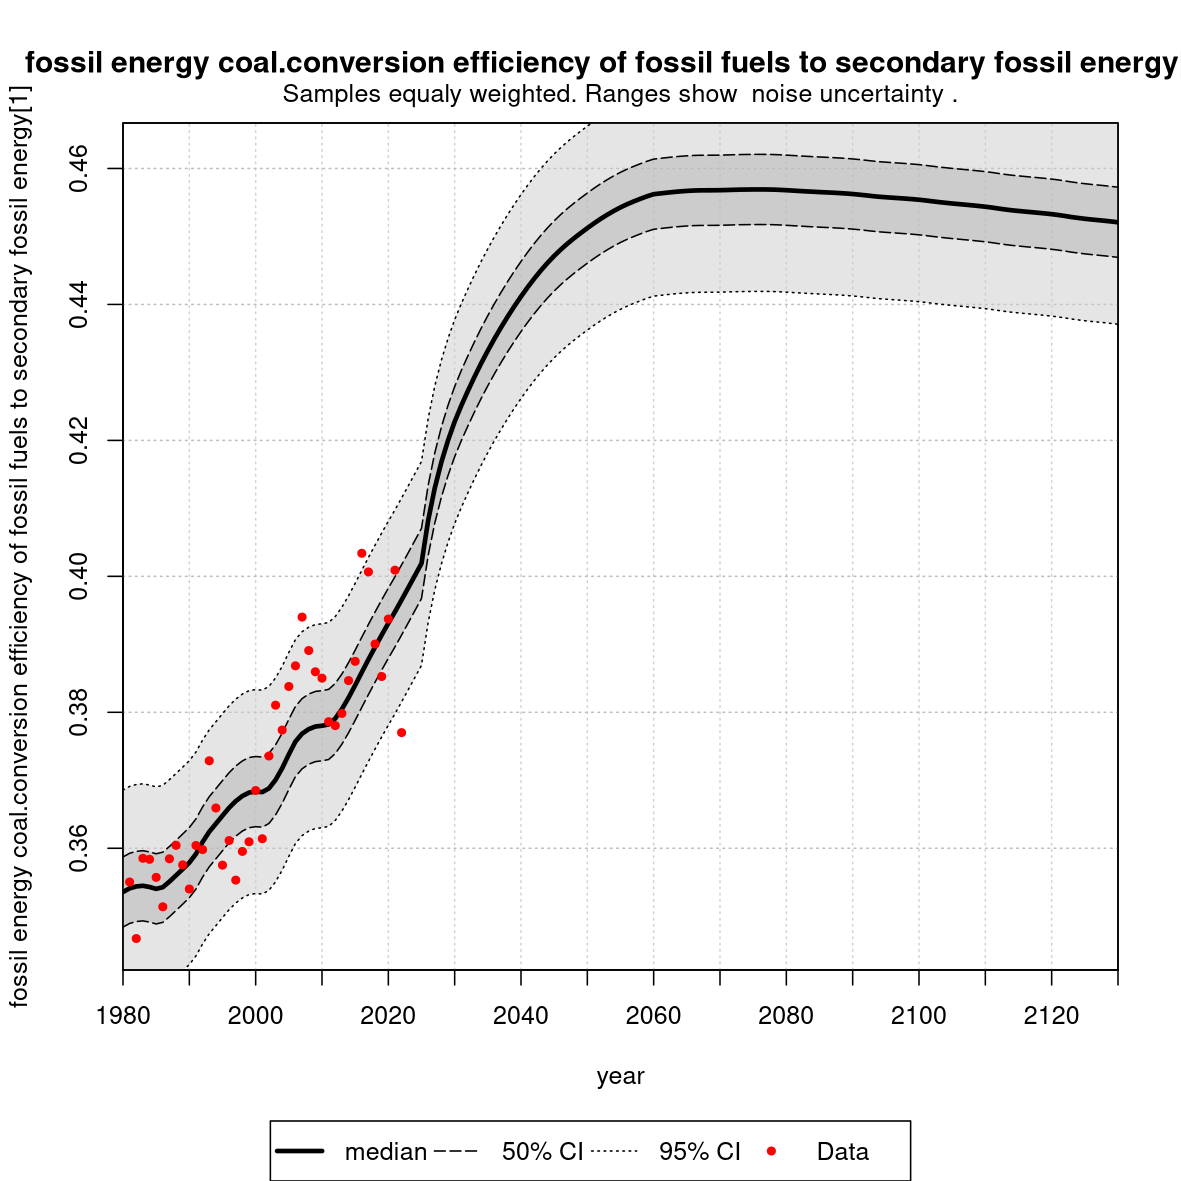 fossil energy coal.conversion efficiency of fossil fuels to secondary fossil energy
Samples equaly weighted. Ranges show  noise uncertainty .
fossil energy coal.conversion efficiency of fossil fuels to secondary fossil energy[1]
0.46
0.44
0.42
0.40
0.38
0.36
1980 2000 2020 2040 2060 2080 2100 2120
year
median 50% CI 95% CI Data